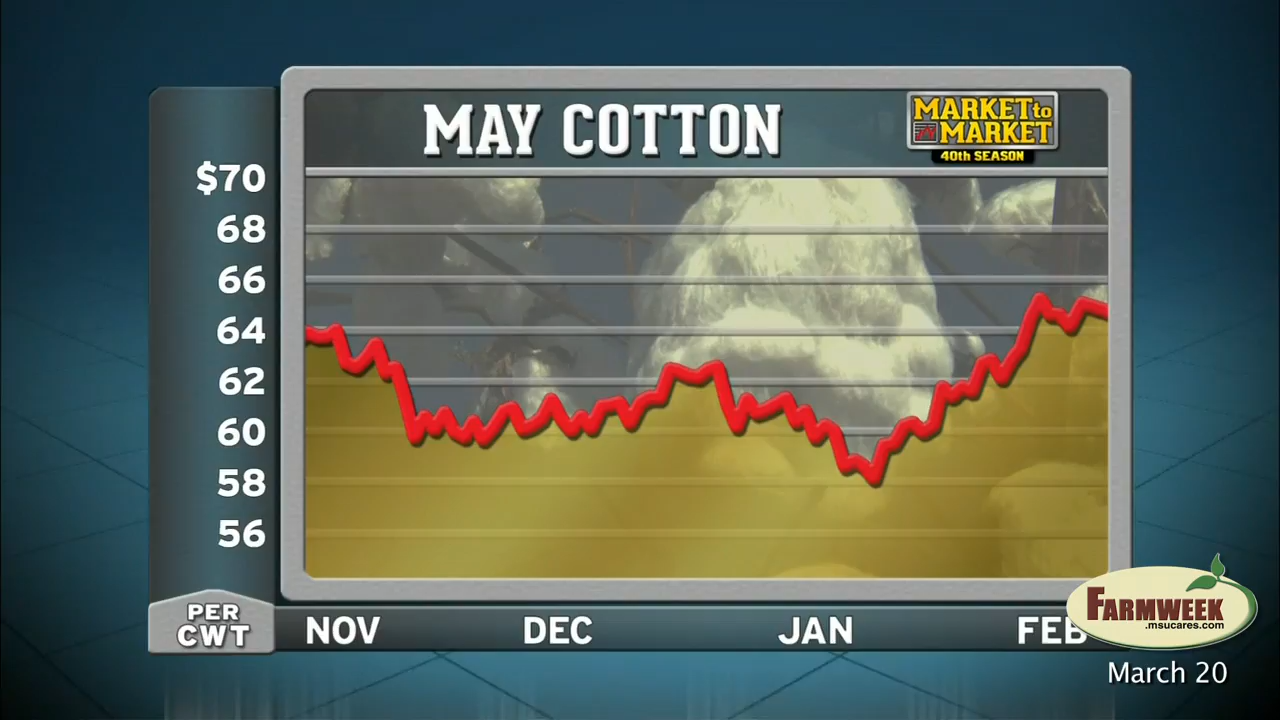 MAY COTTON
MARKET to
MARKET
40th SEASON
$70
68
66
64
62
60
58
56
PER
CWT
NOV
DEC
JAN
FEB
FARMWEEK
.msucares.com
March 20